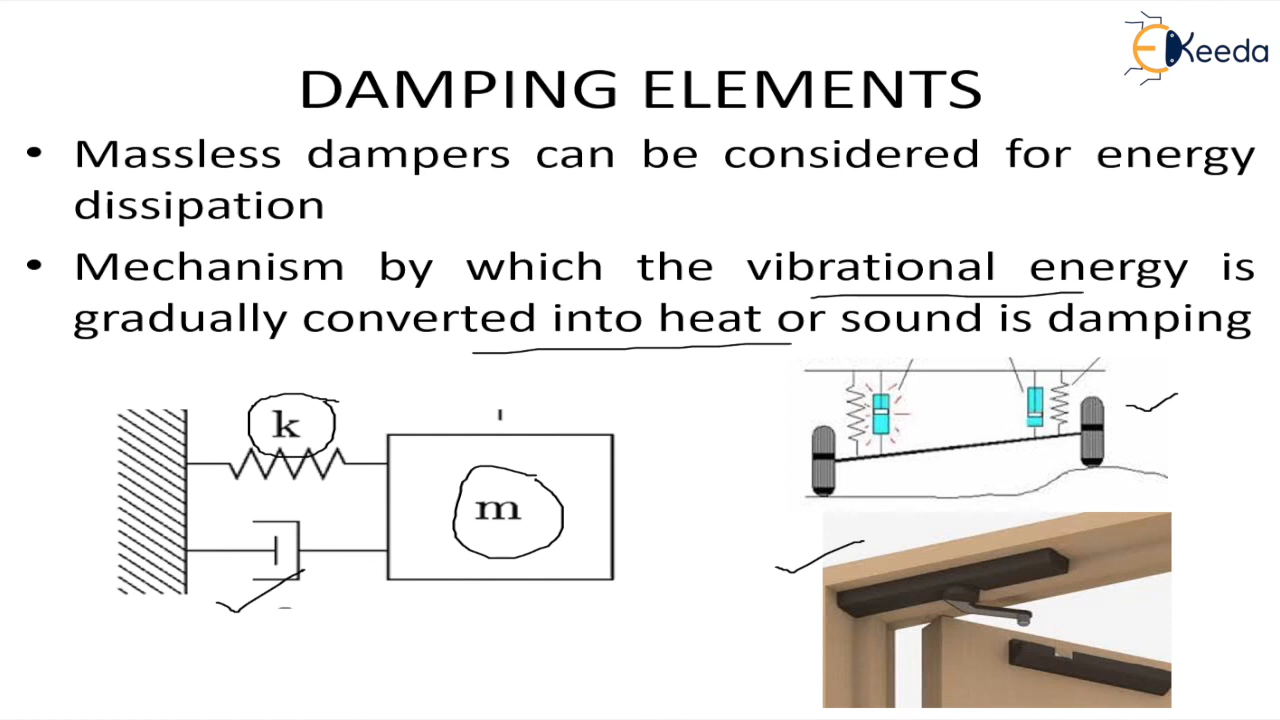 EKeeda
DAMPING ELEMENTS
• Massless dampers can be considered for energy
dissipation
• Mechanism by which the vibrational energy is
gradually converted into heat or sound is damping
k
m